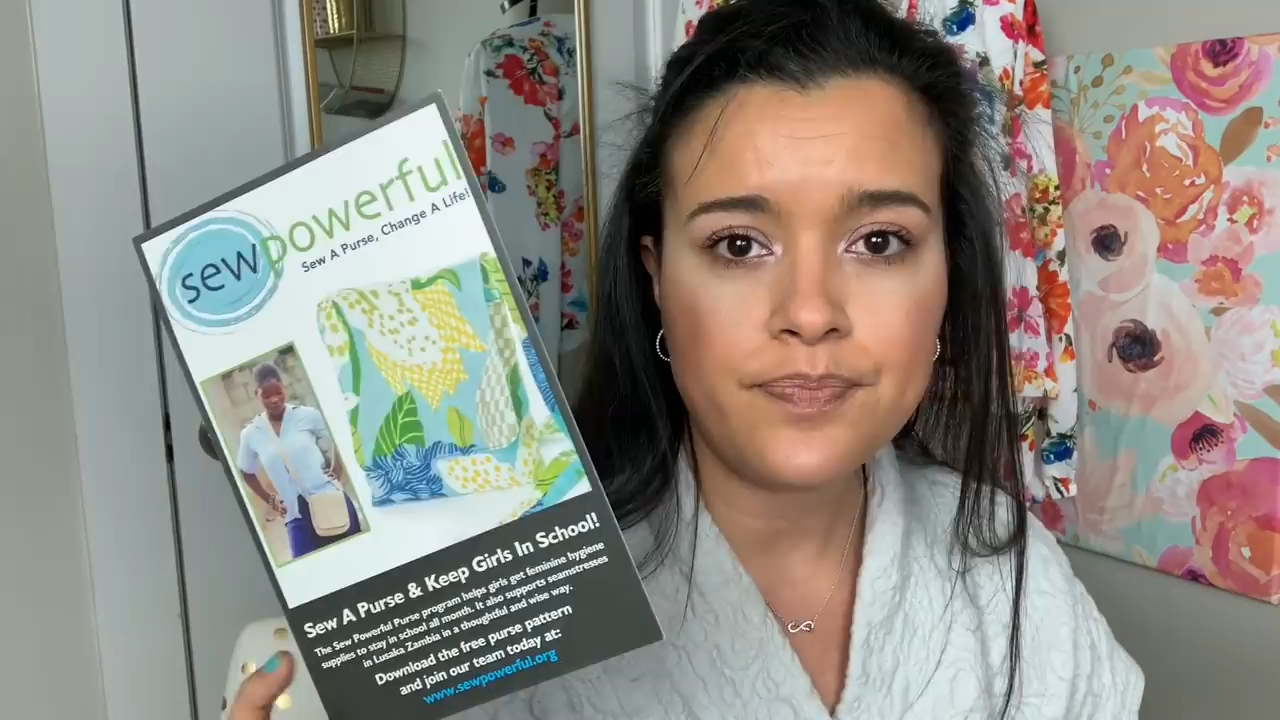 sewpowerful
Sew A Purse, Change A Life!
Sew A Purse & Keep Girls In School!
The Sew Powerful Purse program helps girls get feminine hygiene
supplies to stay in school all month. It also supports seamstresses
in Lusaka Zambia in a thoughtful and wise way.
Download the free purse pattern
and join our team today at:
www.sewpowerful.org